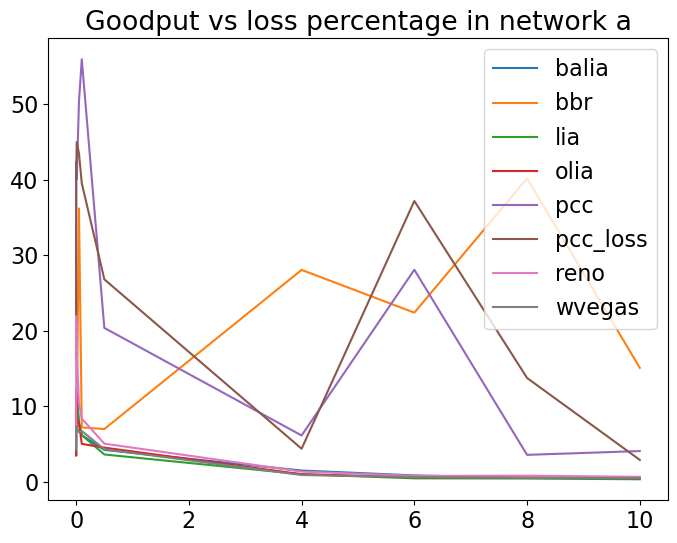 Goodput vs loss percentage in network a
balia
bbr
lia
olia
pcc
pcc_loss
reno
wvegas
50
40
30
20
10
0
0 2 4 6 8 10